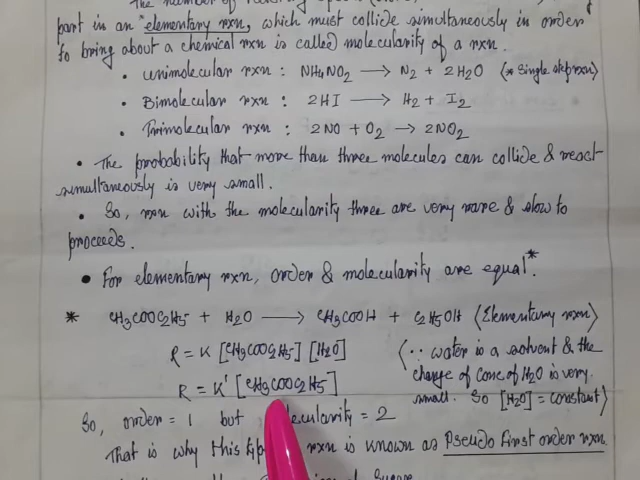 The number of
part in an "elementary rxn, which must collide simultaneously in order
to bring about a chemical rxn is called molecularity of a rxn.
• Unimolecular rxn : NH4NO2 → N2 + 2H2O (* Single step rxn)
• Bimolecular rxn : 2HI → H2 + I2
• Trimolecular rxn : 2NO + O2 → 2NO2
• The probability that more than three molecules can collide & react
simultaneously is very small.
• So, rxn with the molecularity three are very rare & slow to
proceeds.
• For elementary rxn, order & molecularity are equal*.
* CH3COOC2H5 + H2O → CH3COOH + C2H5OH (Elementary rxn)
R = K [CH3COOC2H5] [H2O]
(∵ water is a solvent & the
change of conc of H2O is very
small. So [H2O] = constant)
R = K' [CH3COOC2H5]
So, order = 1 but molecularity = 2
That is why this rxn is known as Pseudo First order rxn